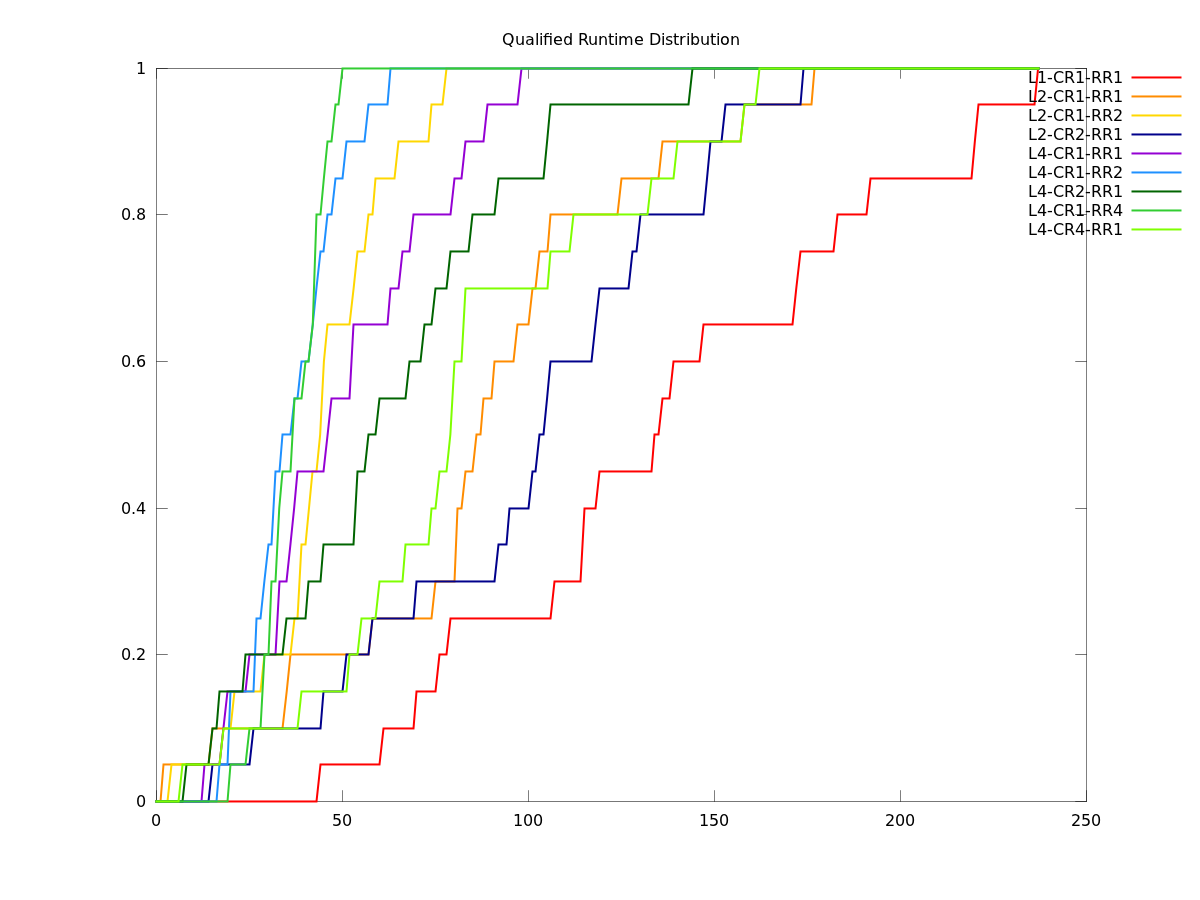 Qualified Runtime Distribution
1
0.8
0.6
0.4
0.2
0
0 50 100 150 200 250
L1-CR1-RR1
L2-CR1-RR1
L2-CR1-RR2
L2-CR2-RR1
L4-CR1-RR1
L4-CR1-RR2
L4-CR2-RR1
L4-CR1-RR4
L4-CR4-RR1